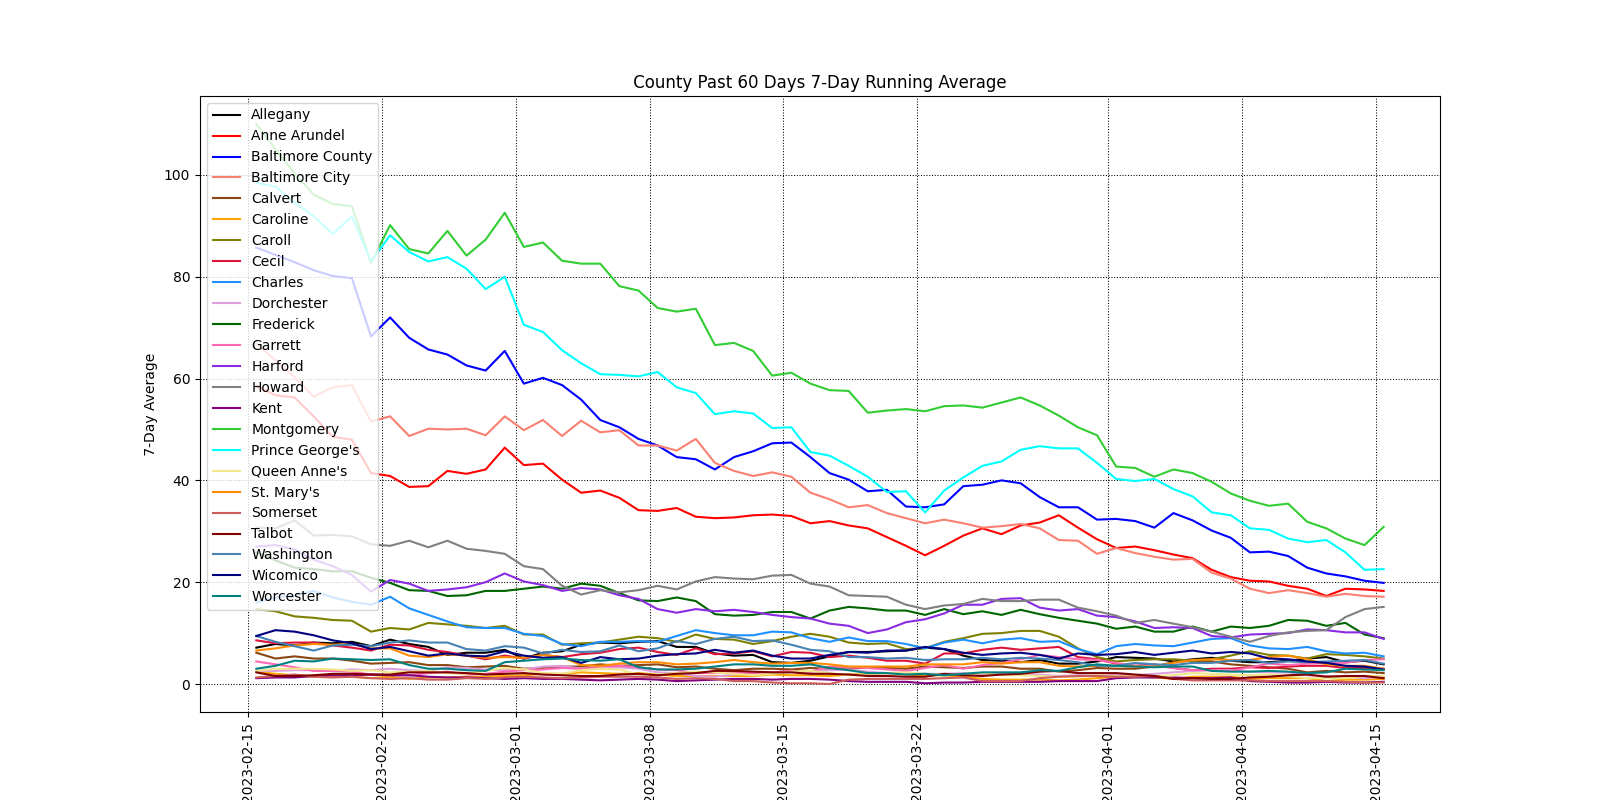 County Past 60 Days 7-Day Running Average
7-Day Average
100
80
60
40
20
0
Allegany
Anne Arundel
Baltimore County
Baltimore City
Calvert
Caroline
Caroll
Cecil
Charles
Dorchester
Frederick
Garrett
Harford
Howard
Kent
Montgomery
Prince George's
Queen Anne's
St. Mary's
Somerset
Talbot
Washington
Wicomico
Worcester
2023-02-15
2023-02-22
2023-03-01
2023-03-08
2023-03-15
2023-03-22
2023-04-01
2023-04-08
2023-04-15